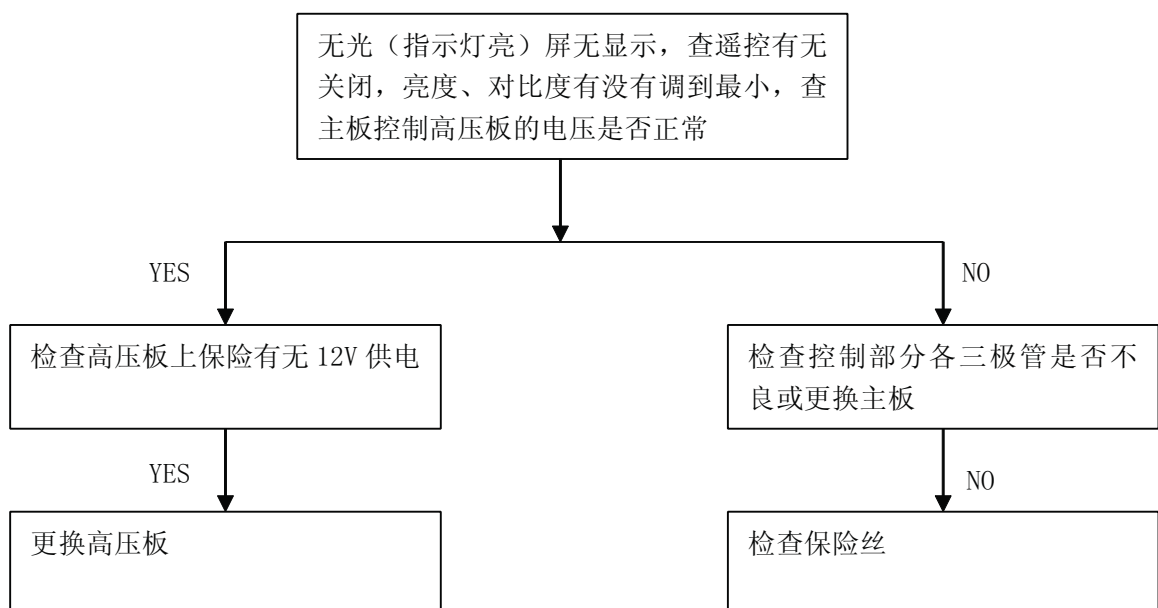 无光（指示灯亮）屏无显示，查遥控有无
关闭，亮度、对比度有没有调到最小，查
主板控制高压板的电压是否正常
YES
NO
检查高压板上保险有无 12V 供电
检查控制部分各三极管是否不
良或更换主板
YES
NO
更换高压板
检查保险丝